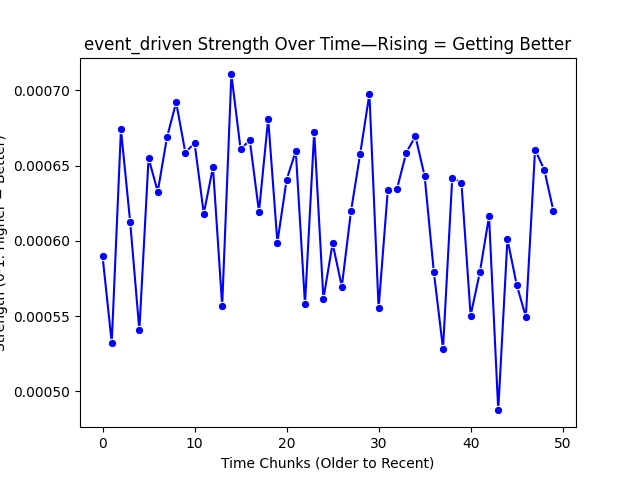 event_driven Strength Over Time—Rising = Getting Better
0.00070
0.00065
0.00060
0.00055
0.00050
Strength (0-1: Higher = Better)
0 10 20 30 40 50
Time Chunks (Older to Recent)